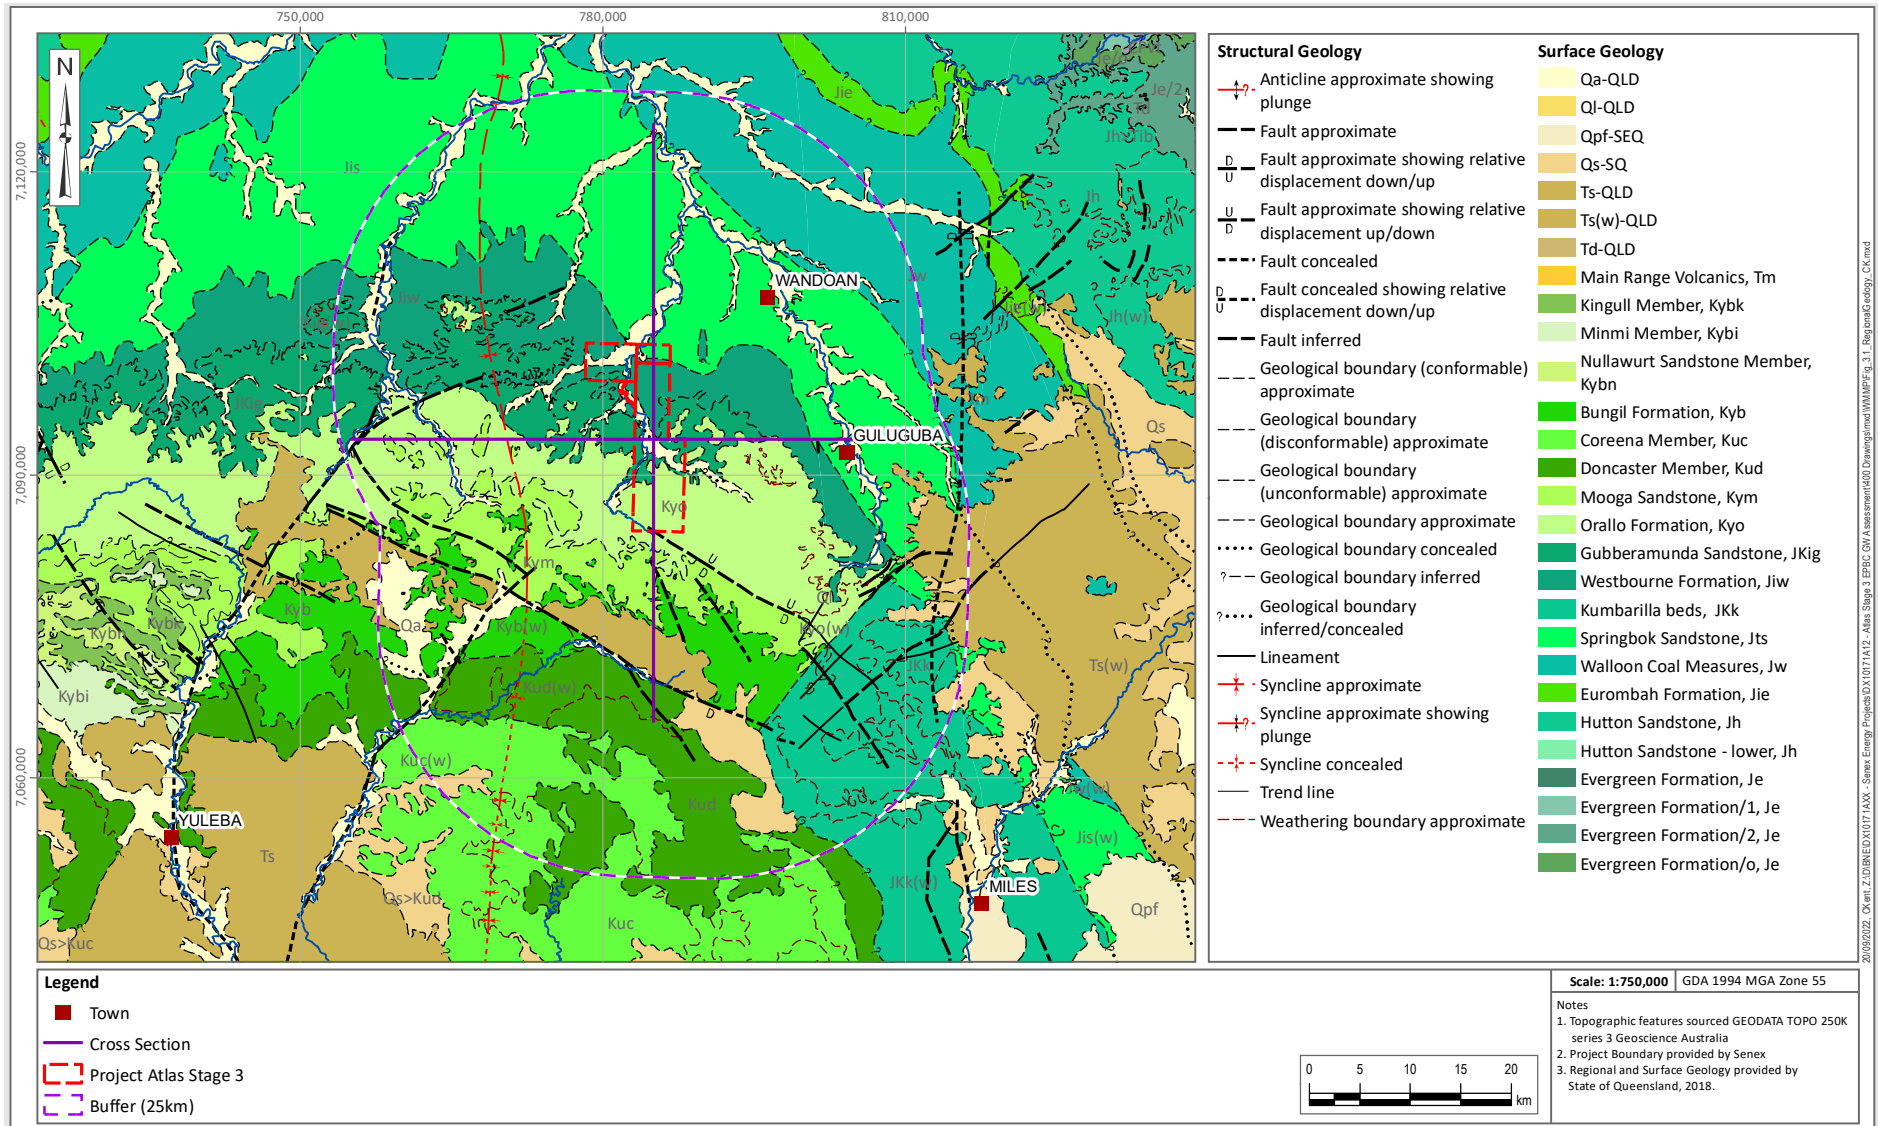 750,000
780,000
810,000
7,120,000
7,090,000
7,060,000
N
Jis
Jie
Je/2
Td
Jh
Jiw
Jw
Jh(w)
WANDOAN
JKig
GULUGUBA
Qs
Kyo
Kym
Kyb
Qa
Kyb(w)
Kyo(w)
Kybk
Kybi
Kud(w)
JKk
Ts(w)
Kuc(w)
Kud
YULEBA
Ts
Jis(w)
JKk(w)
MILES
Qpf
Qs>Kud
Kuc
Qs>Kuc
U
D
U
D
U
D
D
Structural Geology
Anticline approximate showing
plunge
Fault approximate
D
U
Fault approximate showing relative
displacement down/up
U
D
Fault approximate showing relative
displacement up/down
Fault concealed
D
U
Fault concealed showing relative
displacement down/up
Fault inferred
Geological boundary (conformable)
approximate
Geological boundary
(disconformable) approximate
Geological boundary
(unconformable) approximate
Geological boundary approximate
Geological boundary concealed
? Geological boundary inferred
Geological boundary
? inferred/concealed
Lineament
Syncline approximate
Syncline approximate showing
? plunge
Syncline concealed
Trend line
Weathering boundary approximate
Surface Geology
Qa-QLD
Ql-QLD
Qpf-SEQ
Qs-SQ
Ts-QLD
Ts(w)-QLD
Td-QLD
Main Range Volcanics, Tm
Kingull Member, Kybk
Minmi Member, Kybi
Nullawurt Sandstone Member,
Kybn
Bungil Formation, Kyb
Coreena Member, Kuc
Doncaster Member, Kud
Mooga Sandstone, Kym
Orallo Formation, Kyo
Gubberamunda Sandstone, JKig
Westbourne Formation, Jiw
Kumbarilla beds, JKk
Springbok Sandstone, Jts
Walloon Coal Measures, Jw
Eurombah Formation, Jie
Hutton Sandstone, Jh
Hutton Sandstone - lower, Jh
Evergreen Formation, Je
Evergreen Formation/1, Je
Evergreen Formation/2, Je
Evergreen Formation/o, Je
Legend
Town
Cross Section
Project Atlas Stage 3
Buffer (25km)
0 5 10 15 20
km
Scale: 1:750,000 GDA 1994 MGA Zone 55
Notes
1. Topographic features sourced GEODATA TOPO 250K
series 3 Geoscience Australia
2. Project Boundary provided by Senex
3. Regional and Surface Geology provided by
State of Queensland, 2018.